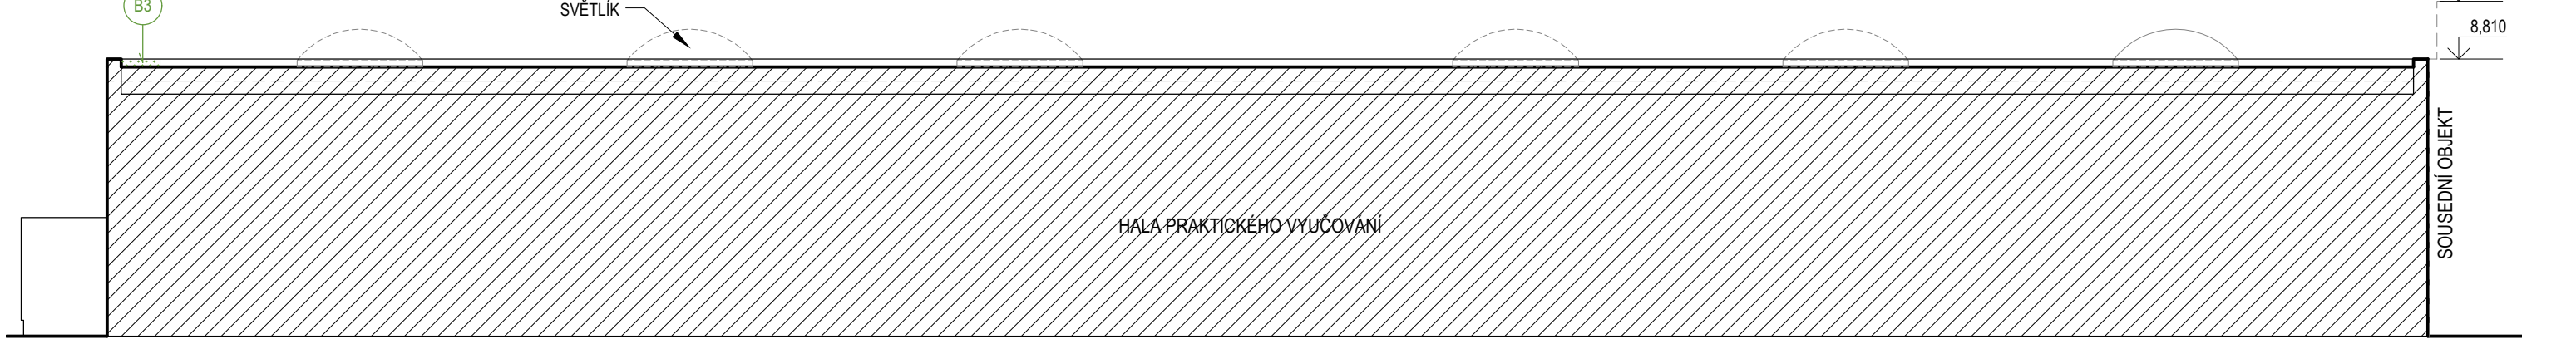 B3
SVĚTLÍK
8,810
HALA PRAKTICKÉHO VYUČOVÁNÍ
SOUSEDNÍ OBJEKT